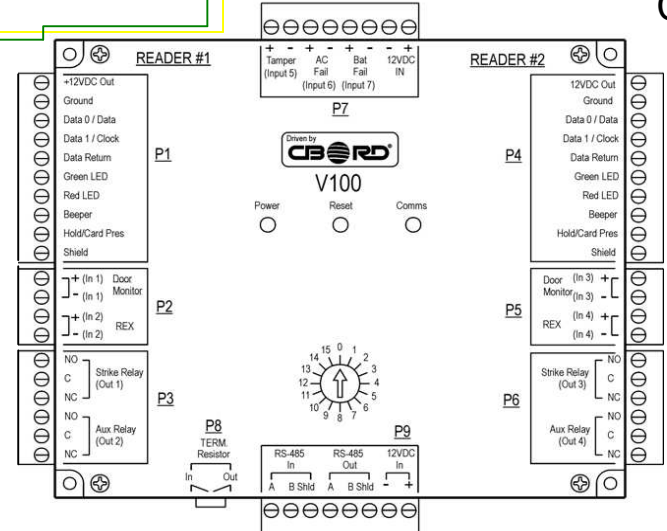 READER #1
READER #2
+ - + - + - - +
Tamper (Input 5)
AC Fail (Input 6)
Bat Fail (Input 7)
12VDC IN
P7
+12VDC Out
Ground
Data 0 / Data
Data 1 / Clock
Data Return
Green LED
Red LED
Beeper
Hold/Card Pres
Shield
P1
+ (In 1)
- (In 1)
Door Monitor
+ (In 2)
- (In 2)
REX
P2
NO
C
NC
Strike Relay (Out 1)
NO
C
NC
Aux Relay (Out 2)
P3
Driven by
CBORD
V100
Power
Reset
Comms
0 1 2 3 4 5 6 7 8 9 10 11 12 13 14 15
P8
TERM.
Resistor
In Out
P9
RS-485 In
RS-485 Out
12VDC In
A B Shld A B Shld - +
12VDC Out
Ground
Data 0 / Data
Data 1 / Clock
Data Return
Green LED
Red LED
Beeper
Hold/Card Pres
Shield
P4
Door Monitor
(In 3) +
(In 3) -
REX
(In 4) +
(In 4) -
P5
Strike Relay (Out 3)
NO
C
NC
Aux Relay (Out 4)
NO
C
NC
P6